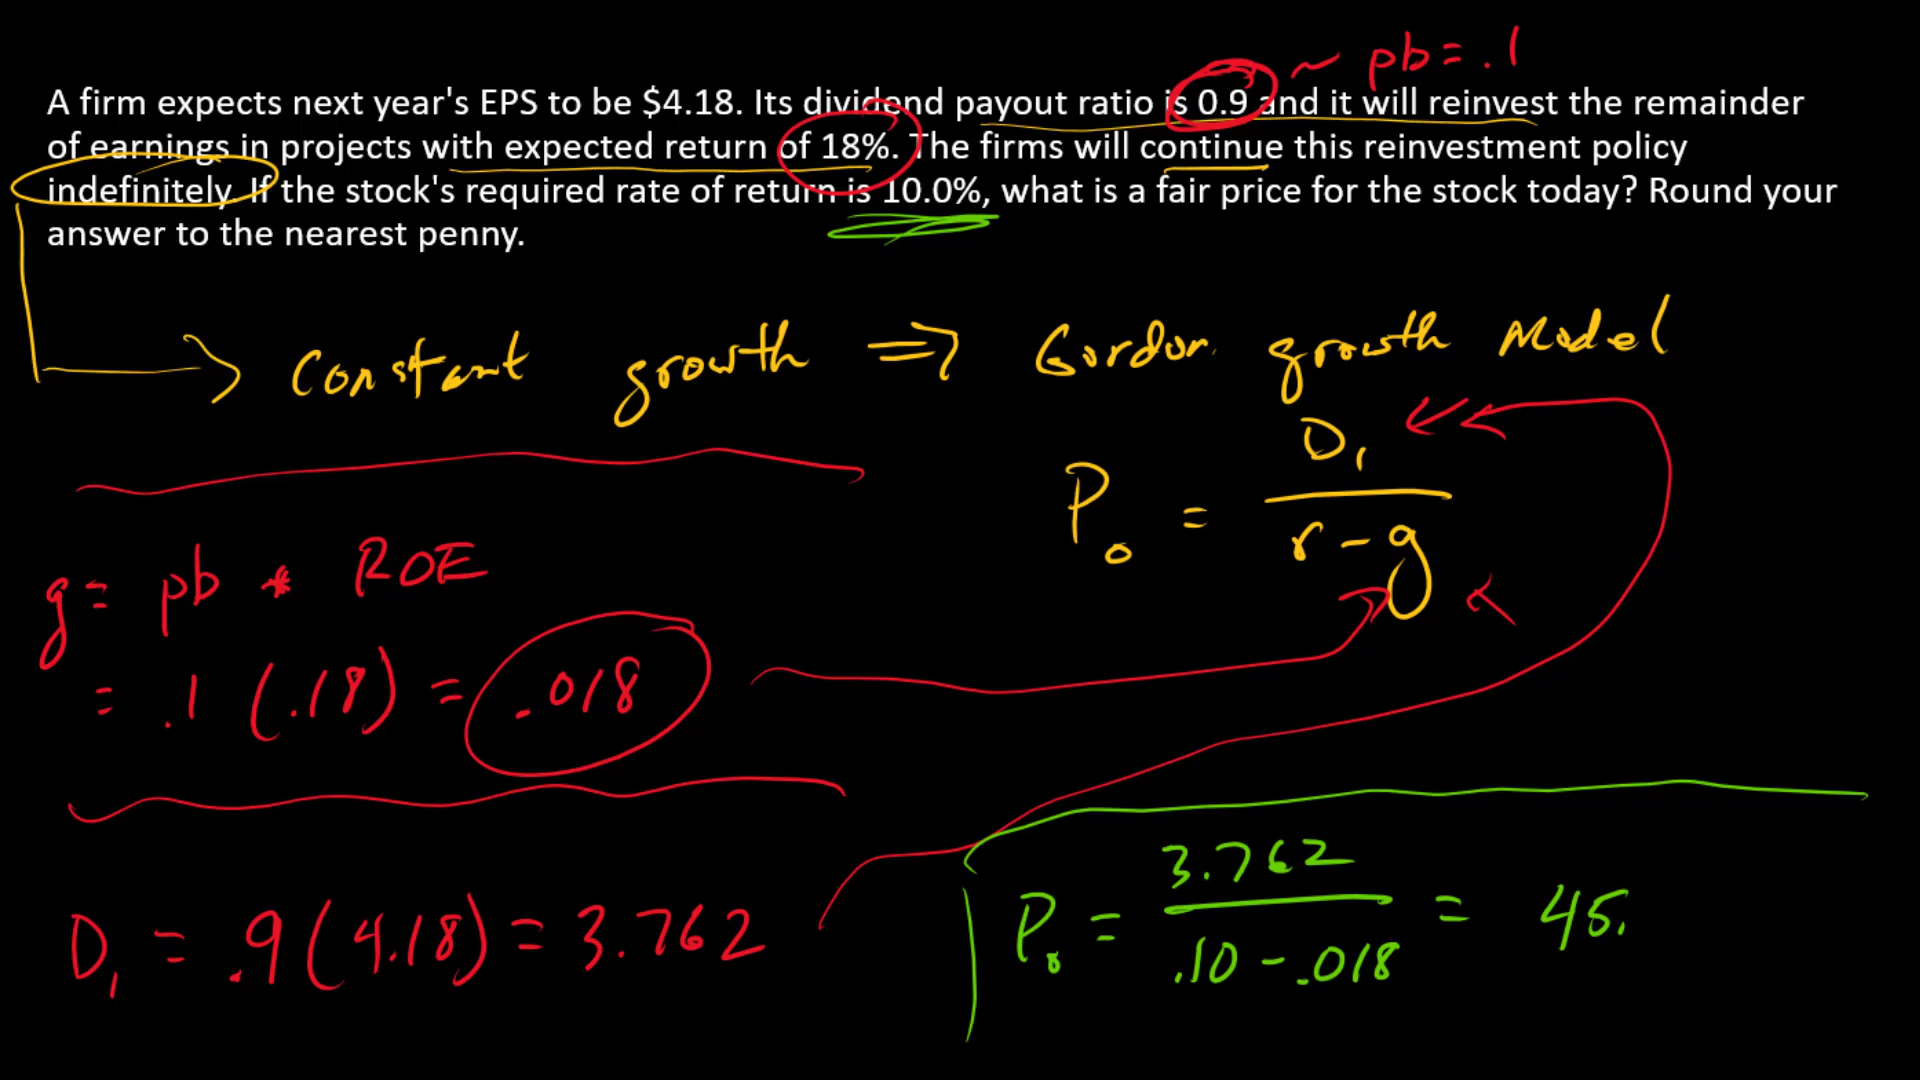 ~ pb = .1
A firm expects next year's EPS to be $4.18. Its dividend payout ratio is 0.9 and it will reinvest the remainder
of earnings in projects with expected return of 18%. The firms will continue this reinvestment policy
indefinitely. If the stock's required rate of return is 10.0%, what is a fair price for the stock today? Round your
answer to the nearest penny.
Constant growth => Gordon growth Model
P0 = D1 / r - g
g = pb * ROE
= .1 (.18) = .018
D1 = .9 (4.18) = 3.762
P0 = 3.762 / .10 - .018 = 45.